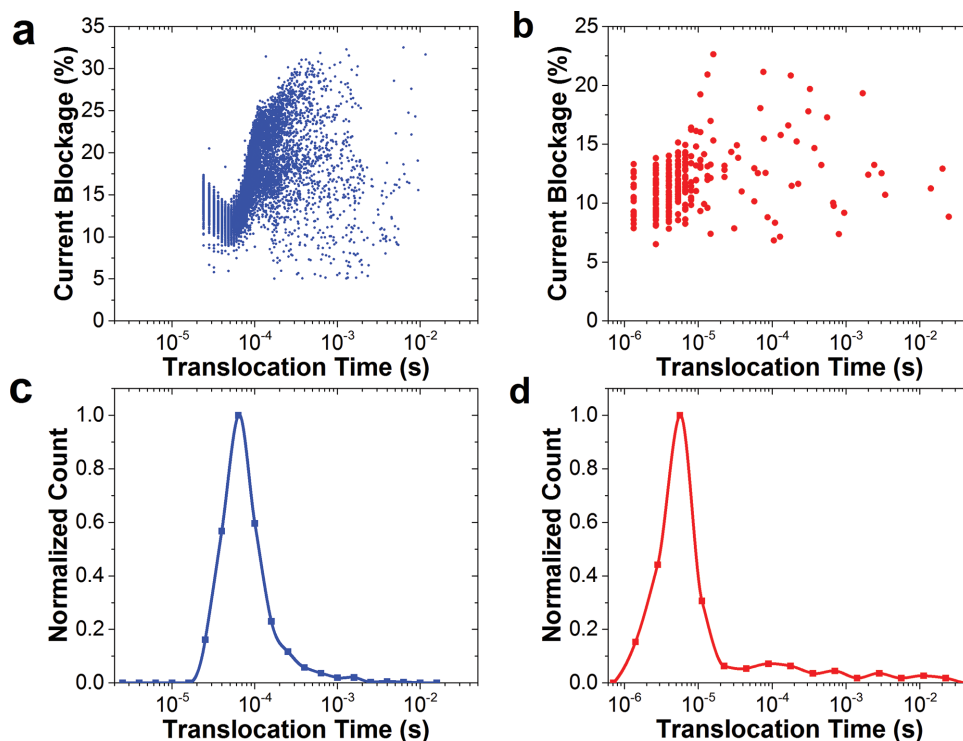 a
Current Blockage (%)
35
30
25
20
15
10
5
0
10⁻⁵ 10⁻⁴ 10⁻³ 10⁻²
Translocation Time (s)
b
Current Blockage (%)
25
20
15
10
5
0
10⁻⁶ 10⁻⁵ 10⁻⁴ 10⁻³ 10⁻²
Translocation Time (s)
c
Normalized Count
1.0
0.8
0.6
0.4
0.2
0.0
10⁻⁵ 10⁻⁴ 10⁻³ 10⁻²
Translocation Time (s)
d
Normalized Count
1.0
0.8
0.6
0.4
0.2
0.0
10⁻⁶ 10⁻⁵ 10⁻⁴ 10⁻³ 10⁻²
Translocation Time (s)